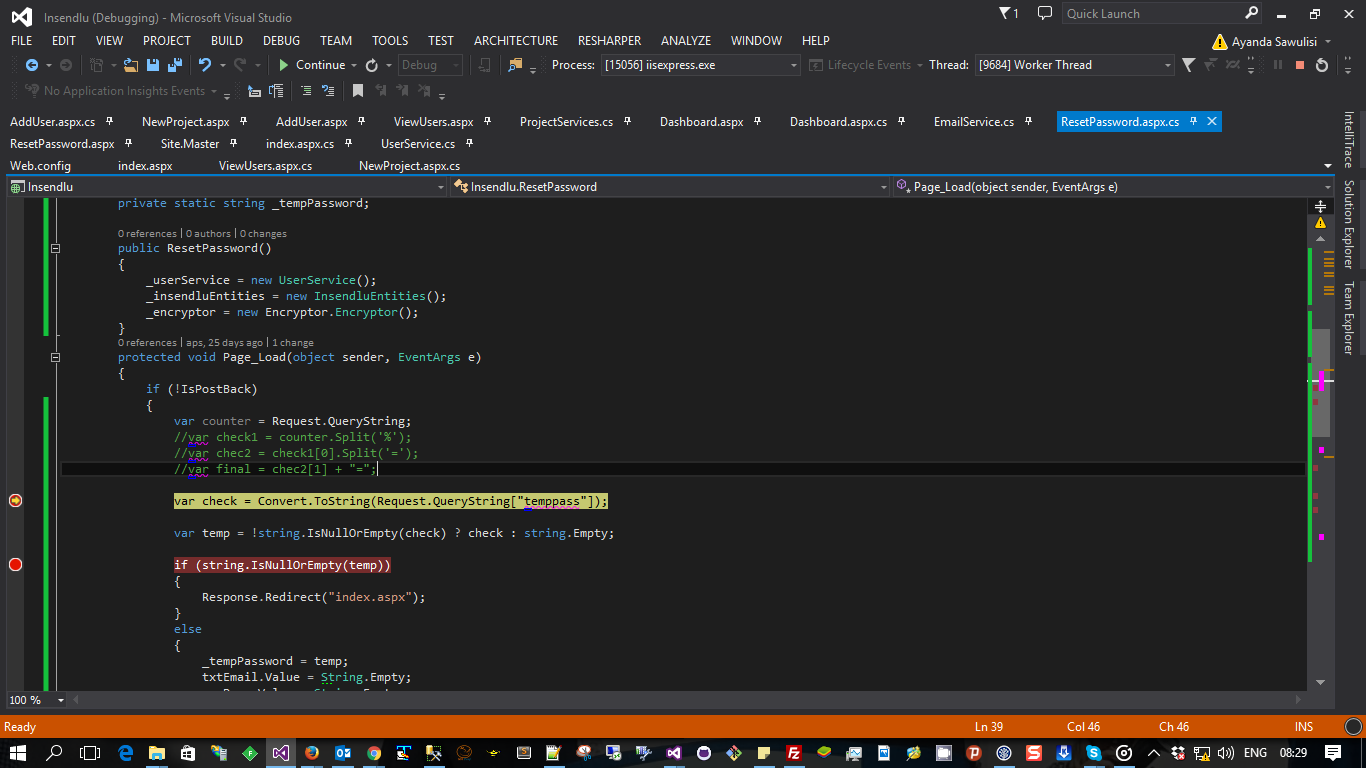 Insendlu (Debugging) - Microsoft Visual Studio
1
Quick Launch
FILE EDIT VIEW PROJECT BUILD DEBUG TEAM TOOLS TEST ARCHITECTURE RESHARPER ANALYZE WINDOW HELP
Ayanda Sawulisi
Continue Debug Process: [15056] iisexpress.exe Lifecycle Events Thread: [9684] Worker Thread
No Application Insights Events
AddUser.aspx.cs NewProject.aspx AddUser.aspx ViewUsers.aspx ProjectServices.cs Dashboard.aspx Dashboard.aspx.cs EmailService.cs ResetPassword.aspx.cs
ResetPassword.aspx Site.Master index.aspx.cs UserService.cs
Web.config index.aspx ViewUsers.aspx.cs NewProject.aspx.cs
Insendlu Insendlu.ResetPassword Page_Load(object sender, EventArgs e)
IntelliTrace
Solution Explorer
Team Explorer
private static string _tempPassword;
0 references | 0 authors | 0 changes
public ResetPassword()
{
_userService = new UserService();
_insendluEntities = new InsendluEntities();
_encryptor = new Encryptor.Encryptor();
}
0 references | aps, 25 days ago | 1 change
protected void Page_Load(object sender, EventArgs e)
{
if (!IsPostBack)
{
var counter = Request.QueryString;
//var check1 = counter.Split('%');
//var chec2 = check1[0].Split('=');
//var final = chec2[1] + "=";
var check = Convert.ToString(Request.QueryString["temppass"]);
var temp = !string.IsNullOrEmpty(check) ? check : string.Empty;
if (string.IsNullOrEmpty(temp))
{
Response.Redirect("index.aspx");
}
else
{
_tempPassword = temp;
txtEmail.Value = String.Empty;
100 %
Ready Ln 39 Col 46 Ch 46 INS
ENG 08:29